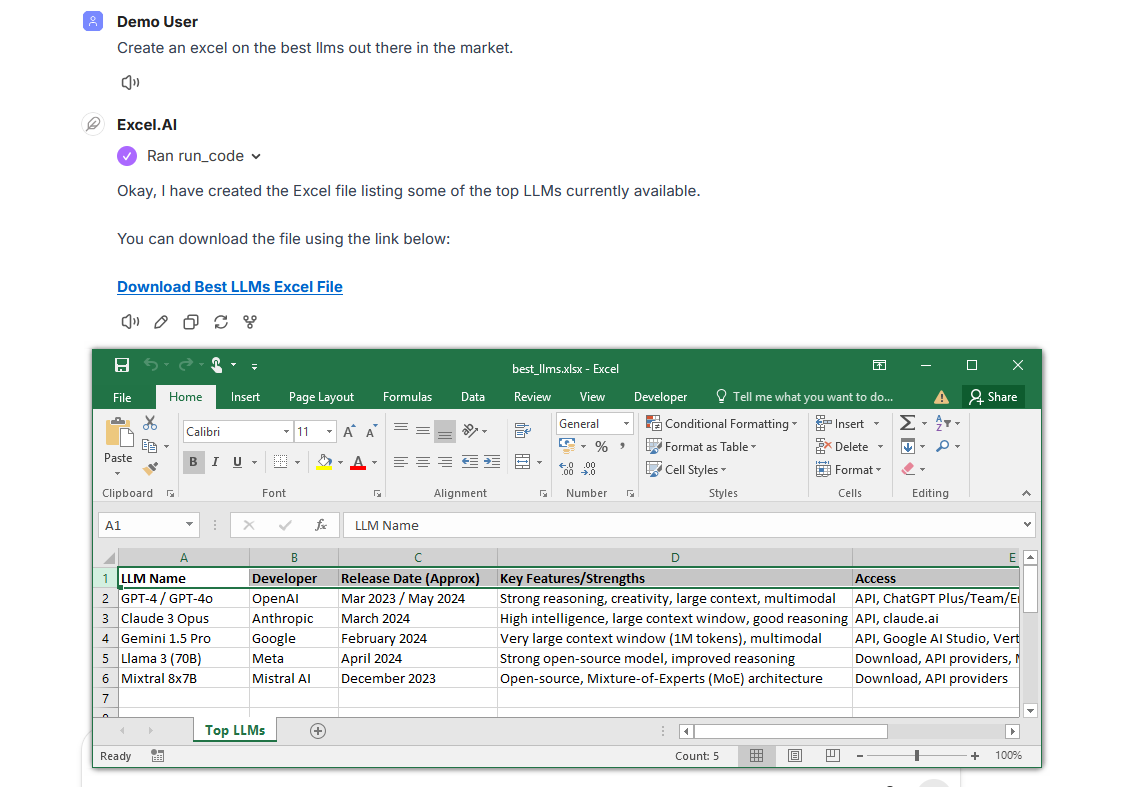 Demo User
Create an excel on the best llms out there in the market.
Excel.AI
Ran run_code
Okay, I have created the Excel file listing some of the top LLMs currently available.
You can download the file using the link below:
Download Best LLMs Excel File
best_llms.xlsx - Excel
File Home Insert Page Layout Formulas Data Review View Developer Tell me what you want to do... Share
Calibri 11 General Conditional Formatting Insert
Paste B I U A Format as Table Delete
Cell Styles Format
Clipboard Font Alignment Number Styles Cells Editing
A1 fx LLM Name
A B C D E
1 LLM Name Developer Release Date (Approx) Key Features/Strengths Access
2 GPT-4 / GPT-4o OpenAI Mar 2023 / May 2024 Strong reasoning, creativity, large context, multimodal API, ChatGPT Plus/Team/
3 Claude 3 Opus Anthropic March 2024 High intelligence, large context window, good reasoning API, claude.ai
4 Gemini 1.5 Pro Google February 2024 Very large context window (1M tokens), multimodal API, Google AI Studio,
5 Llama 3 (70B) Meta April 2024 Strong open-source model, improved reasoning Download, API providers,
6 Mixtral 8x7B Mistral AI December 2023 Open-source, Mixture-of-Experts (MoE) architecture Download, API providers
7
Top LLMs
Ready Count: 5 100%